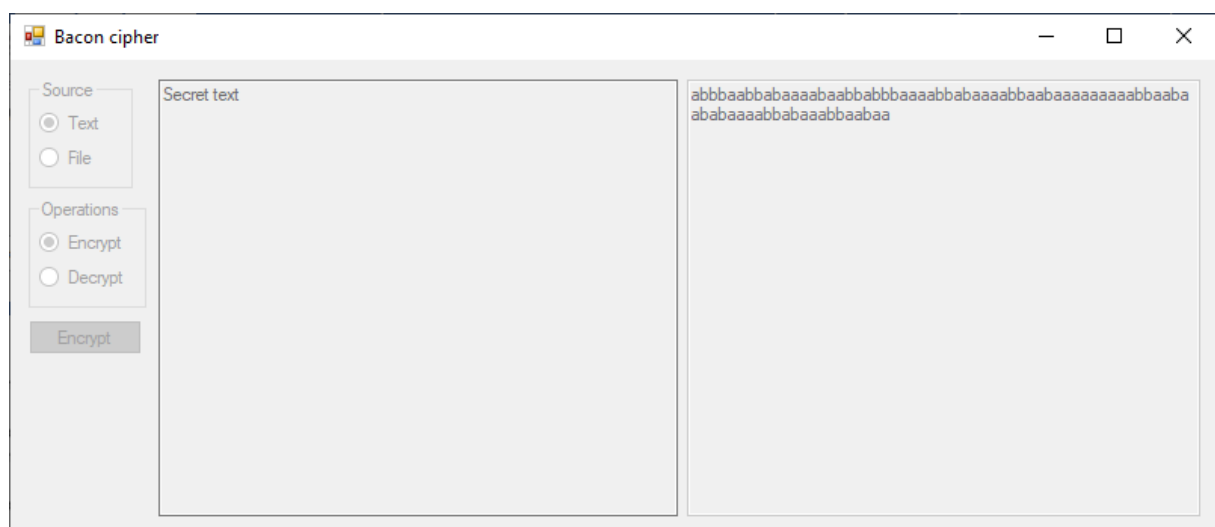 Bacon cipher
Source
Text
File
Operations
Encrypt
Decrypt
Encrypt
Secret text
abbbaabbabaaaabaabbabbbaaaabbabaaaabbaabaaaaaaaaabbaaba
ababaaaabbabaaabbaabaa